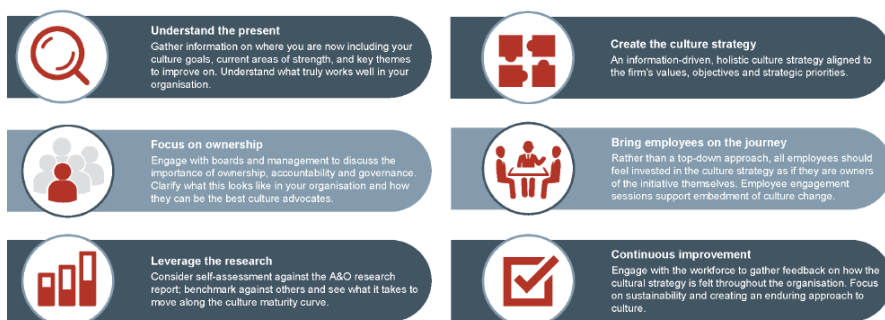 Understand the present
Gather information on where you are now including your
culture goals, current areas of strength, and key themes
to improve on. Understand what truly works well in your
organisation.
Focus on ownership
Engage with boards and management to discuss the
importance of ownership, accountability and governance.
Clarify what this looks like in your organisation and how
they can be the best culture advocates.
Leverage the research
Consider self-assessment against the A&O research
report; benchmark against others and see what it takes to
move along the culture maturity curve.
Create the culture strategy
An information-driven, holistic culture strategy aligned to
the firm's values, objectives and strategic priorities.
Bring employees on the journey
Rather than a top-down approach, all employees should
feel invested in the culture strategy as if they are owners
of the initiative themselves. Employee engagement
sessions support embedment of culture change.
Continuous improvement
Engage with the workforce to gather feedback on how the
cultural strategy is felt throughout the organisation. Focus
on sustainability and creating an enduring approach to
culture.